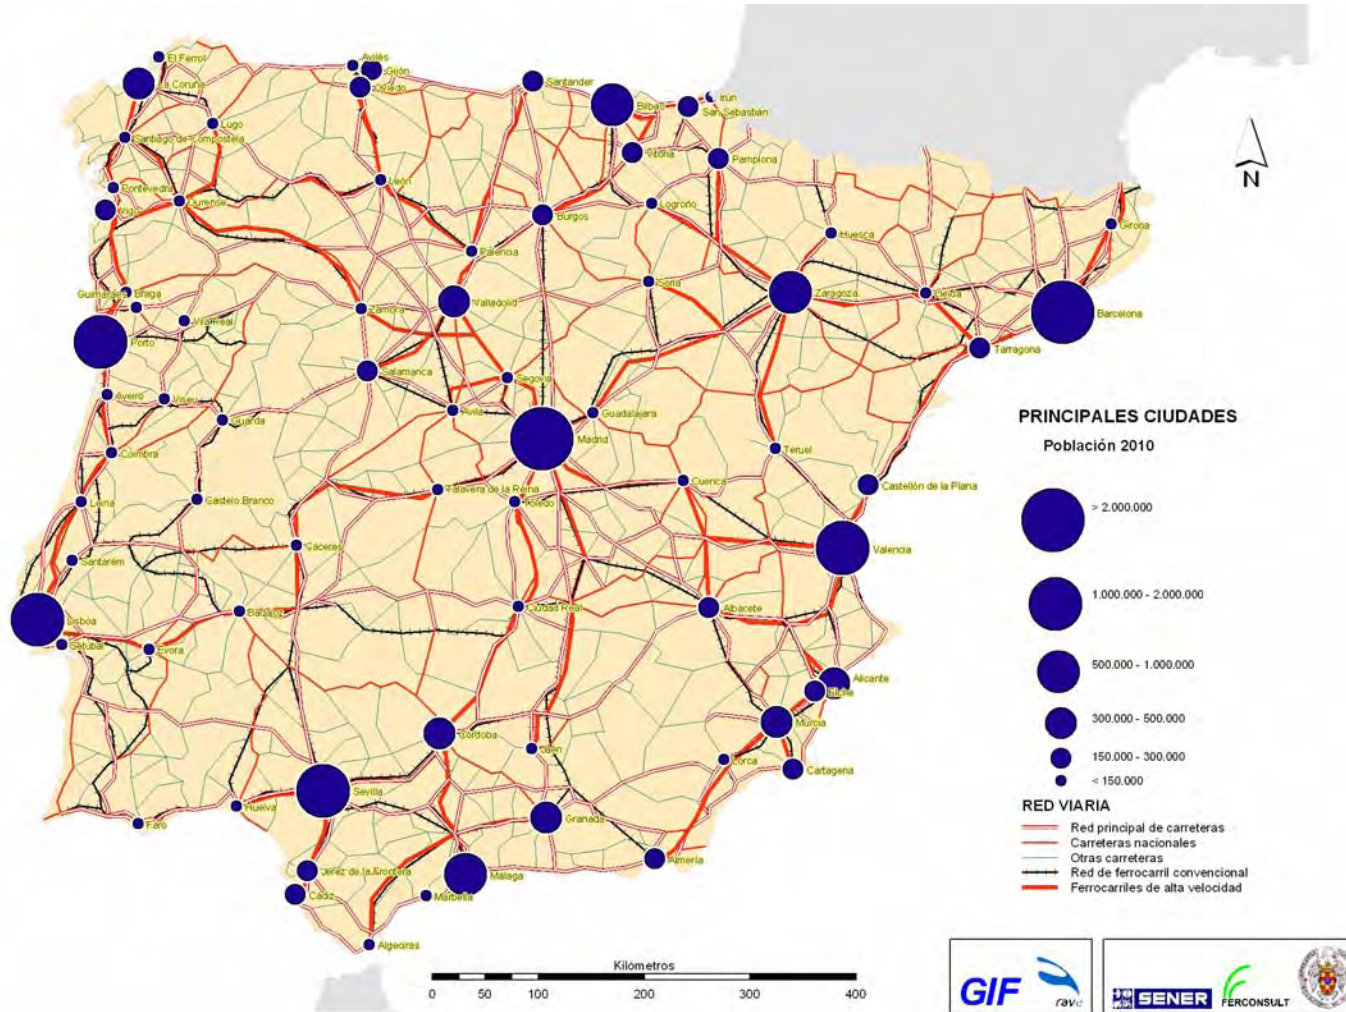 El Ferrol
Avilés
Gijón
La Coruña
Oviedo
Santander
Bilbao
Irún
San Sebastián
Lugo
Santiago de Compostela
Vitoria
Pamplona
León
Pontevedra
Ourense
Vigo
Logroño
Burgos
Huesca
Girona
Palencia
Soria
Guimaraes
Braga
Zamora
Valladolid
Zaragoza
Lleida
Barcelona
Vila Real
Porto
Tarragona
Salamanca
Segovia
Aveiro
Viseu
Avila
Guadalajara
Guarda
Madrid
Coimbra
Teruel
Talavera de la Reina
Cuenca
Castellón de la Plana
Leiria
Castelo Branco
Toledo
Cáceres
Valencia
Santarém
Lisboa
Badajoz
Ciudad Real
Albacete
Setúbal
Evora
Alicante
Elche
Córdoba
Murcia
Jaén
Lorca
Cartagena
Sevilla
Huelva
Granada
Faro
Almería
Jerez de la Frontera
Málaga
Cádiz
Marbella
Algeciras
N
PRINCIPALES CIUDADES
Población 2010
> 2.000.000
1.000.000 - 2.000.000
500.000 - 1.000.000
300.000 - 500.000
150.000 - 300.000
< 150.000
RED VIARIA
Red principal de carreteras
Carreteras nacionales
Otras carreteras
Red de ferrocarril convencional
Ferrocarriles de alta velocidad
Kilómetros
0 50 100 200 300 400
GIF
rave
SENER
FERCONSULT